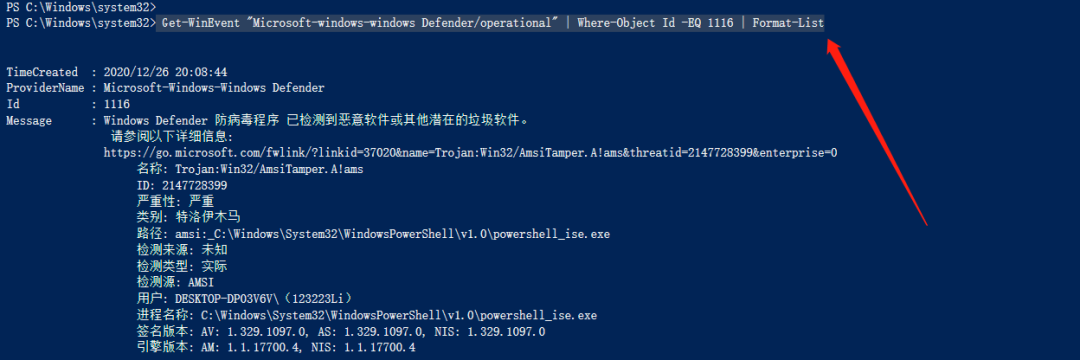 PS C:\Windows\system32>
PS C:\Windows\system32> Get-WinEvent "Microsoft-windows-windows Defender/operational" | Where-Object Id -EQ 1116 | Format-List
TimeCreated  : 2020/12/26 20:08:44
ProviderName : Microsoft-Windows-Windows Defender
Id           : 1116
Message      : Windows Defender 防病毒程序 已检测到恶意软件或其他潜在的垃圾软件。
请参阅以下详细信息:
https://go.microsoft.com/fwlink/?linkid=37020&name=Trojan:Win32/AmsiTamper.A!ams&threatid=2147728399&enterprise=0
名称: Trojan:Win32/AmsiTamper.A!ams
ID: 2147728399
严重性: 严重
类别: 特洛伊木马
路径: amsi:_C:\Windows\System32\WindowsPowerShell\v1.0\powershell_ise.exe
检测来源: 未知
检测类型: 实际
检测源: AMSI
用户: DESKTOP-DP03V6V\（123223Li）
进程名称: C:\Windows\System32\WindowsPowerShell\v1.0\powershell_ise.exe
签名版本: AV: 1.329.1097.0, AS: 1.329.1097.0, NIS: 1.329.1097.0
引擎版本: AM: 1.1.17700.4, NIS: 1.1.17700.4